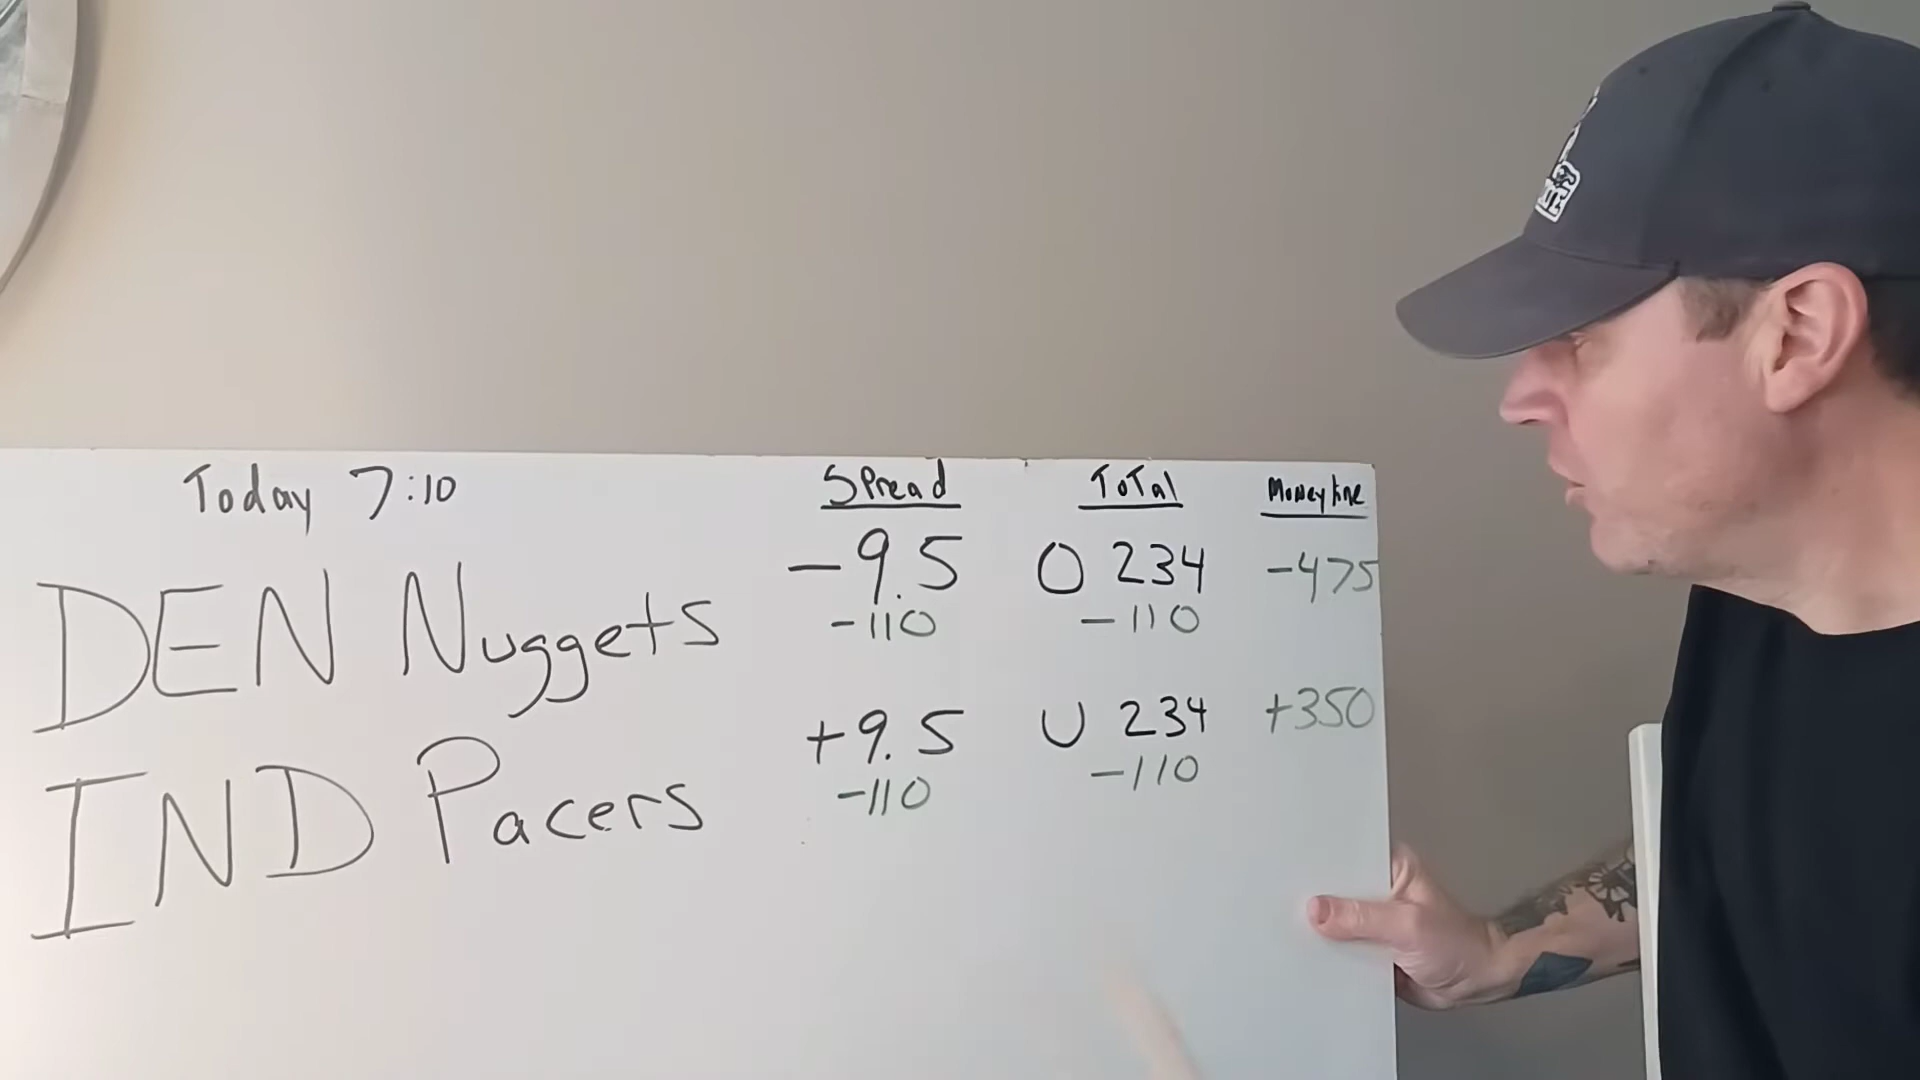 Today 7:10 Spread ToTal Moneyline
DEN Nuggets -9.5 O 234 -475
-110 -110
IND Pacers +9.5 U 234 +350
-110 -110